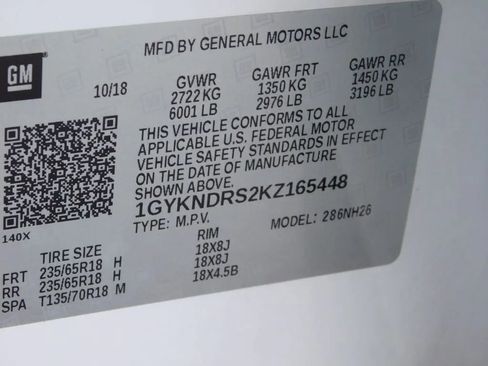 MFD BY GENERAL MOTORS LLC
GM
10/18 GVWR GAWR FRT GAWR RR
2722 KG 1350 KG 1450 KG
6001 LB 2976 LB 3196 LB
THIS VEHICLE CONFORMS TO ALL
APPLICABLE U.S. FEDERAL MOTOR
VEHICLE SAFETY STANDARDS IN EFFECT
ON THE DATE OF MANUFACTURE
SHOWN ABOVE.
1GYKNDRS2KZ165448
TYPE: M.P.V. MODEL: 286NH26
140X
TIRE SIZE RIM
FRT 235/65R18 H 18X8J
RR 235/65R18 H 18X8J
SPA T135/70R18 M 18X4.5B